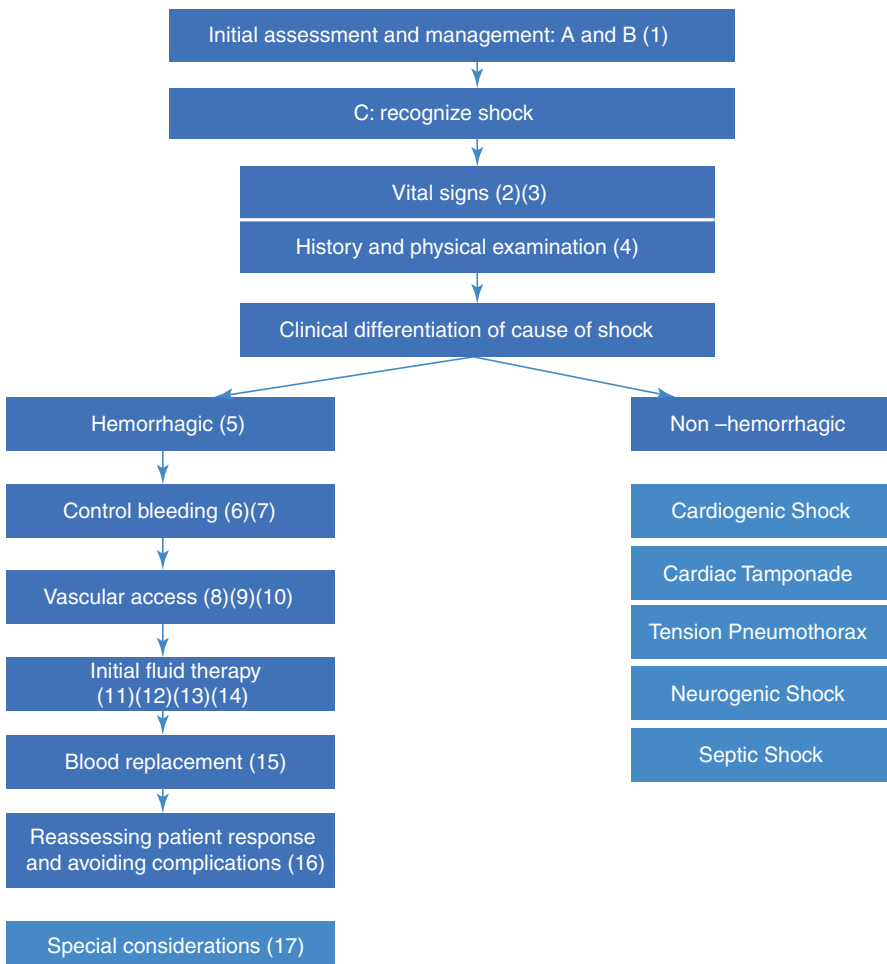 Initial assessment and management: A and B (1)
C: recognize shock
Vital signs (2)(3)
History and physical examination (4)
Clinical differentiation of cause of shock
Hemorrhagic (5)
Control bleeding (6)(7)
Vascular access (8)(9)(10)
Initial fluid therapy
(11)(12)(13)(14)
Blood replacement (15)
Reassessing patient response
and avoiding complications (16)
Special considerations (17)
Non –hemorrhagic
Cardiogenic Shock
Cardiac Tamponade
Tension Pneumothorax
Neurogenic Shock
Septic Shock